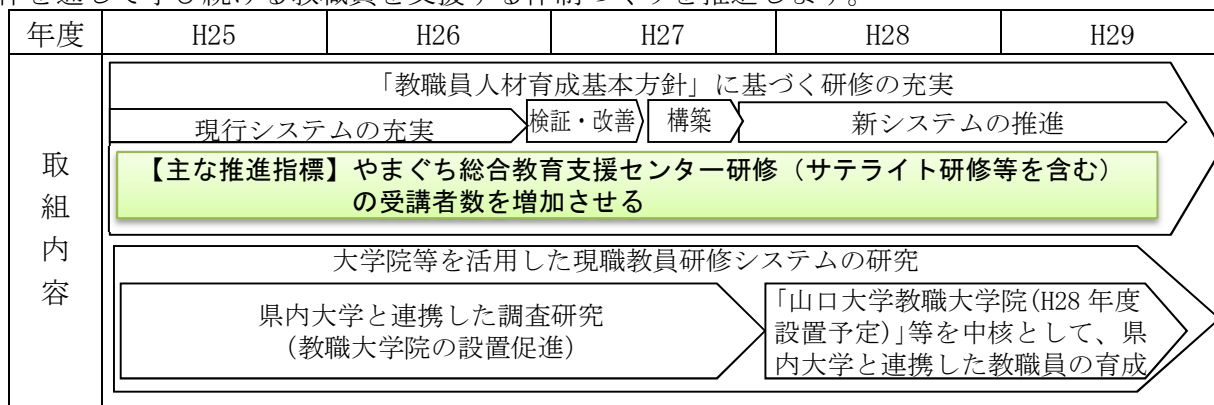 年度 H25 H26 H27 H28 H29
取組内容
「教職員人材育成基本方針」に基づく研修の充実
現行システムの充実 検証・改善 構築 新システムの推進
【主な推進指標】やまぐち総合教育支援センター研修（サテライト研修等を含む）
の受講者数を増加させる
大学院等を活用した現職教員研修システムの研究
県内大学と連携した調査研究
（教職大学院の設置促進）
「山口大学教職大学院(H28 年度
設置予定)」等を中核として、県
内大学と連携した教職員の育成